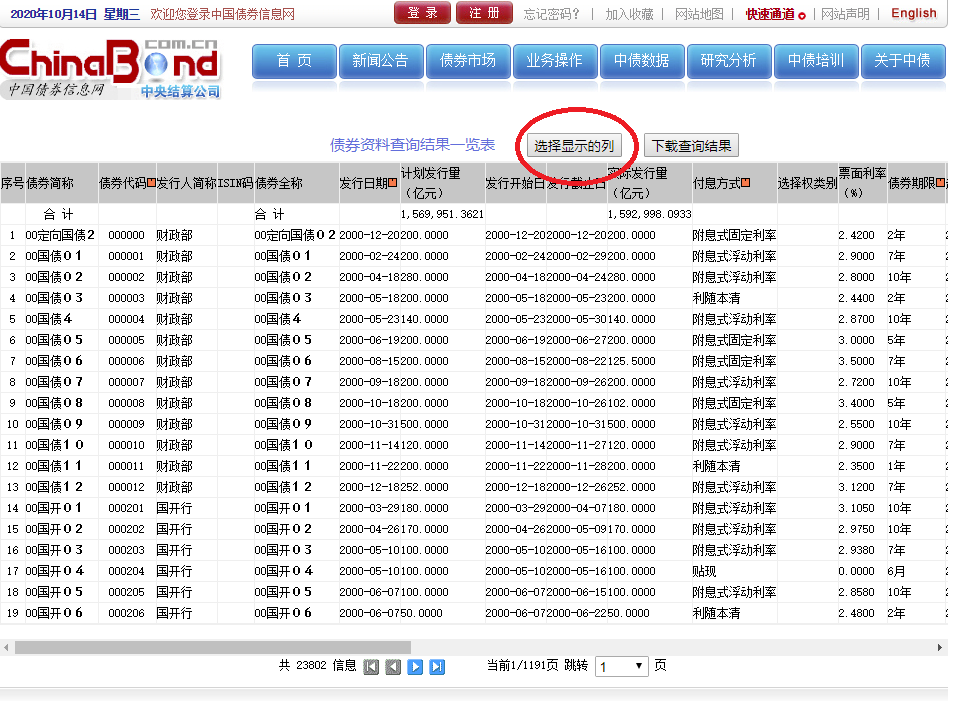 2020年10月14日 星期三 欢迎您登录中国债券信息网 登 录 注 册 忘记密码？ | 加入收藏 | 网站地图 | 快速通道 | 网站声明 | English
ChinaBond com.cn
中国债券信息网 中央结算公司
首 页 新闻公告 债券市场 业务操作 中债数据 研究分析 中债培训 关于中债
债券资料查询结果一览表 选择显示的列 下载查询结果
序号 债券简称 债券代码 发行人简称 ISIN码 债券全称 发行日期 计划发行量（亿元） 发行开始日 发行截止日 实际发行量（亿元） 付息方式 选择权类别 票面利率（%） 债券期限
合 计 合 计 1,569,951.3621 1,592,998.0933
1 00定向国债2 000000 财政部 00定向国债０２ 2000-12-20 200.0000 2000-12-20 2000-12-20 200.0000 附息式固定利率 2.4200 2年
2 00国债０１ 000001 财政部 00国债０１ 2000-02-24 200.0000 2000-02-24 2000-02-29 200.0000 附息式浮动利率 2.9000 7年
3 00国债０２ 000002 财政部 00国债０２ 2000-04-18 280.0000 2000-04-18 2000-04-24 280.0000 附息式浮动利率 2.8000 10年
4 00国债０３ 000003 财政部 00国债０３ 2000-05-18 200.0000 2000-05-18 2000-05-23 200.0000 利随本清 2.4400 2年
5 00国债４ 000004 财政部 00国债４ 2000-05-23 140.0000 2000-05-23 2000-05-30 140.0000 附息式浮动利率 2.8700 10年
6 00国债０５ 000005 财政部 00国债０５ 2000-06-19 200.0000 2000-06-19 2000-06-27 200.0000 附息式固定利率 3.0000 5年
7 00国债０６ 000006 财政部 00国债０６ 2000-08-15 200.0000 2000-08-15 2000-08-22 125.5000 附息式固定利率 3.5000 7年
8 00国债０７ 000007 财政部 00国债０７ 2000-09-18 200.0000 2000-09-18 2000-09-26 200.0000 附息式浮动利率 2.7200 10年
9 00国债０８ 000008 财政部 00国债０８ 2000-10-18 200.0000 2000-10-18 2000-10-26 102.0000 附息式固定利率 3.4000 5年
10 00国债０９ 000009 财政部 00国债０９ 2000-10-31 500.0000 2000-10-31 2000-10-31 500.0000 附息式浮动利率 2.5500 10年
11 00国债１０ 000010 财政部 00国债１０ 2000-11-14 120.0000 2000-11-14 2000-11-27 120.0000 附息式浮动利率 2.9000 7年
12 00国债１１ 000011 财政部 00国债１１ 2000-11-22 200.0000 2000-11-22 2000-11-28 200.0000 利随本清 2.3500 1年
13 00国债１２ 000012 财政部 00国债１２ 2000-12-18 252.0000 2000-12-18 2000-12-26 252.0000 附息式浮动利率 3.1200 7年
14 00国开０１ 000201 国开行 00国开０１ 2000-03-29 180.0000 2000-03-29 2000-04-07 180.0000 附息式浮动利率 3.1050 10年
15 00国开０２ 000202 国开行 00国开０２ 2000-04-26 170.0000 2000-04-26 2000-05-09 170.0000 附息式浮动利率 2.9750 10年
16 00国开０３ 000203 国开行 00国开０３ 2000-05-10 100.0000 2000-05-10 2000-05-16 100.0000 附息式浮动利率 2.9380 7年
17 00国开０４ 000204 国开行 00国开０４ 2000-05-10 100.0000 2000-05-10 2000-05-16 100.0000 贴现 0.0000 6月
18 00国开０５ 000205 国开行 00国开０５ 2000-06-07 100.0000 2000-06-07 2000-06-15 100.0000 附息式浮动利率 2.8580 10年
19 00国开０６ 000206 国开行 00国开０６ 2000-06-07 50.0000 2000-06-07 2000-06-22 50.0000 利随本清 2.4800 2年
共 23802 信息 当前1/1191页 跳转 1 页